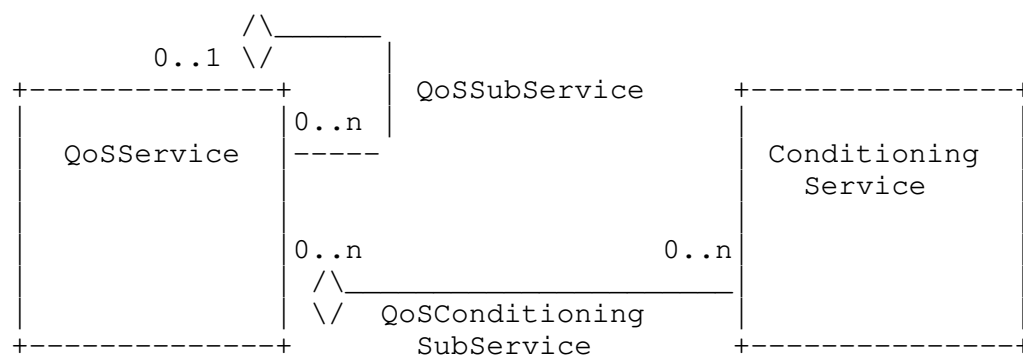 0..1
QoSSubService
0..n
QoSService
Conditioning
Service
0..n 0..n
QoSConditioning
SubService